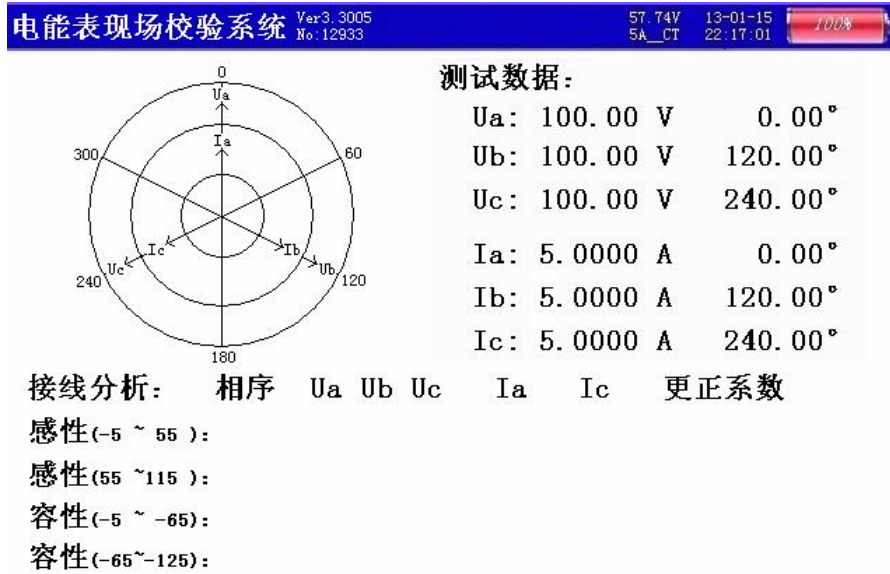 电能表现场校验系统 Ver3.3005 57.74V 13-01-15 100%
No:12933 5A__CT 22:17:01
0
Ua
Ia
300 60
Ic Ib
Uc Ub
240 120
180
测试数据:
Ua: 100.00 V 0.00°
Ub: 100.00 V 120.00°
Uc: 100.00 V 240.00°
Ia: 5.0000 A 0.00°
Ib: 5.0000 A 120.00°
Ic: 5.0000 A 240.00°
接线分析: 相序 Ua Ub Uc Ia Ic 更正系数
感性(-5 ~ 55 ):
感性(55 ~115 ):
容性(-5 ~ -65):
容性(-65~-125):